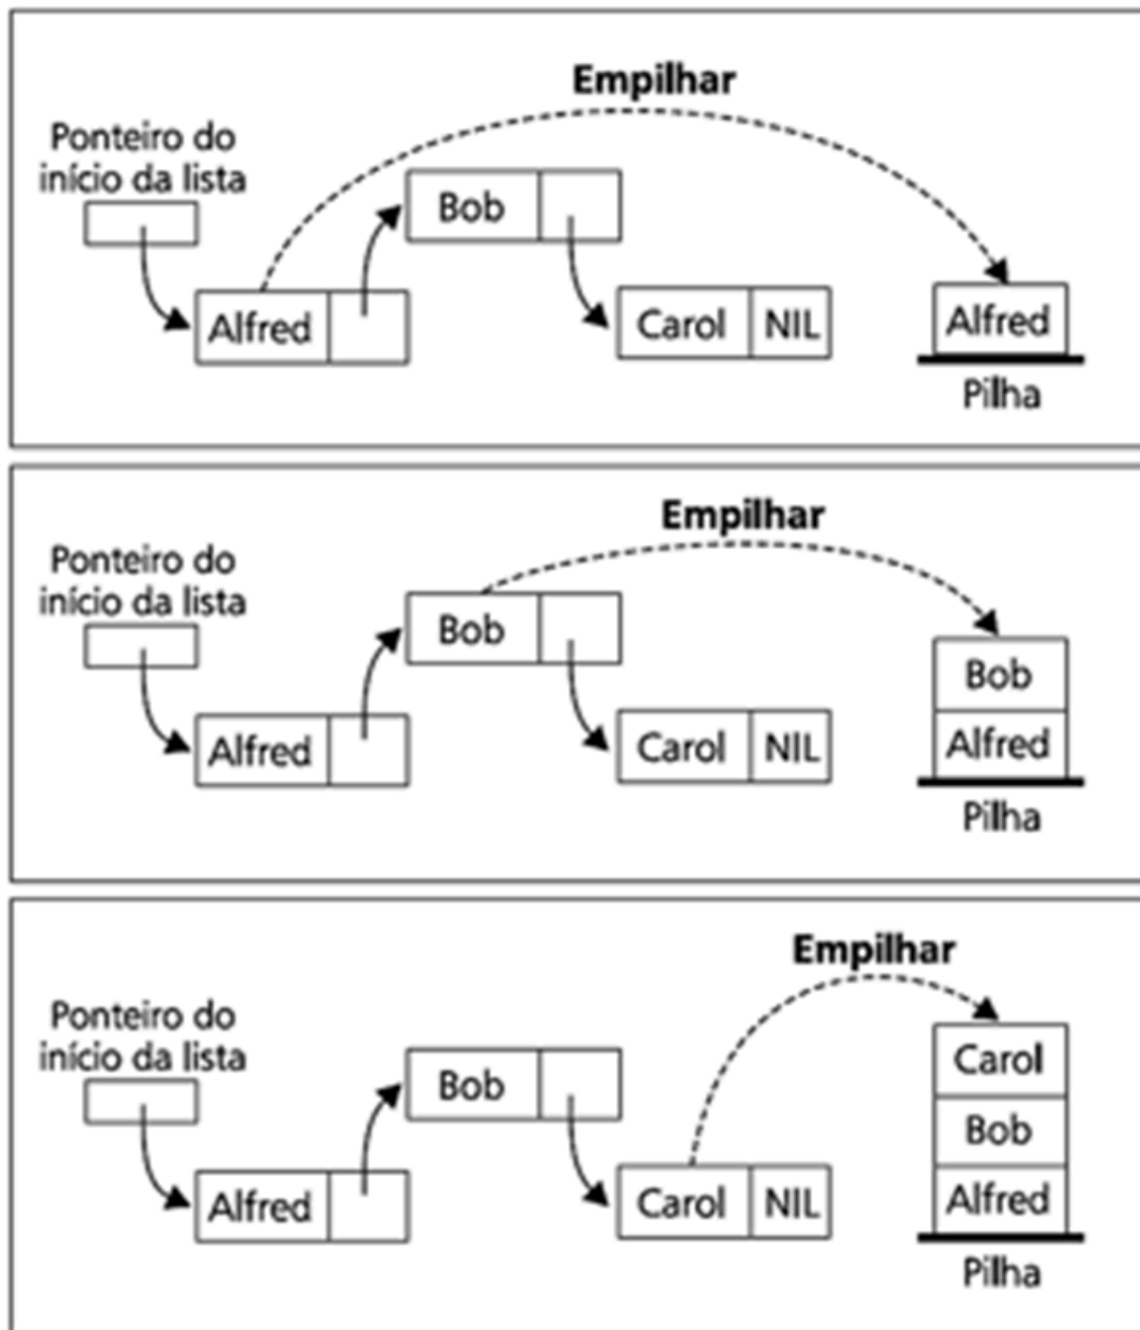 Empilhar
Ponteiro do
início da lista
Bob
Alfred
Carol
NIL
Alfred
Pilha
Empilhar
Ponteiro do
início da lista
Bob
Bob
Alfred
Carol
NIL
Alfred
Pilha
Empilhar
Ponteiro do
início da lista
Bob
Carol
Bob
Alfred
Carol
NIL
Alfred
Pilha